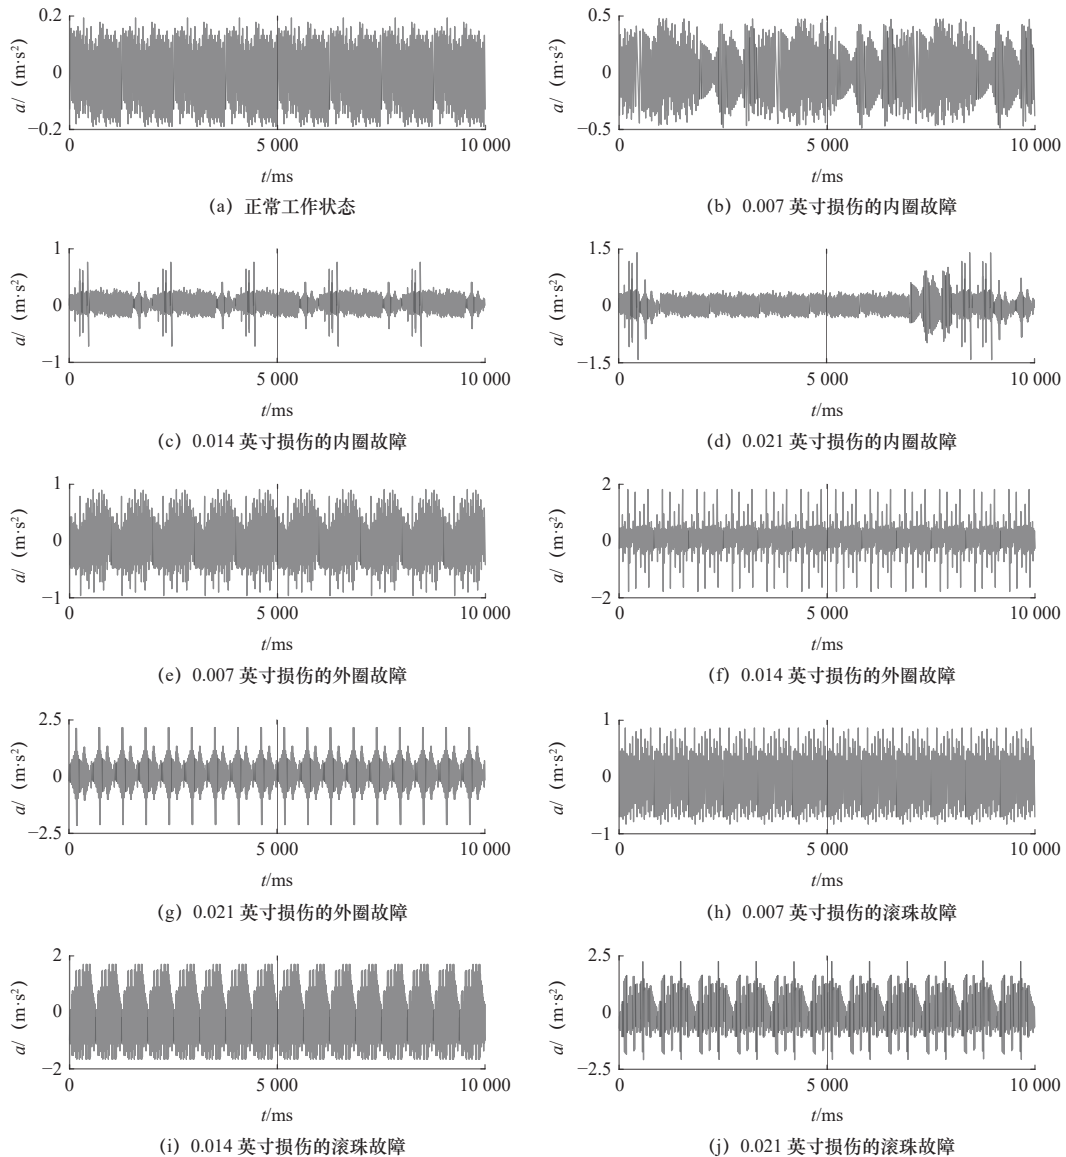 0.2
0
−0.2
a/ (m·s²)
0 5 000 10 000
t/ms
(a) 正常工作状态
0.5
0
−0.5
a/ (m·s²)
0 5 000 10 000
t/ms
(b) 0.007 英寸损伤的内圈故障
1
0
−1
a/ (m·s²)
0 5 000 10 000
t/ms
(c) 0.014 英寸损伤的内圈故障
1.5
0
−1.5
a/ (m·s²)
0 5 000 10 000
t/ms
(d) 0.021 英寸损伤的内圈故障
1
0
−1
a/ (m·s²)
0 5 000 10 000
t/ms
(e) 0.007 英寸损伤的外圈故障
2
0
−2
a/ (m·s²)
0 5 000 10 000
t/ms
(f) 0.014 英寸损伤的外圈故障
2.5
0
−2.5
a/ (m·s²)
0 5 000 10 000
t/ms
(g) 0.021 英寸损伤的外圈故障
1
0
−1
a/ (m·s²)
0 5 000 10 000
t/ms
(h) 0.007 英寸损伤的滚珠故障
2
0
−2
a/ (m·s²)
0 5 000 10 000
t/ms
(i) 0.014 英寸损伤的滚珠故障
2.5
0
−2.5
a/ (m·s²)
0 5 000 10 000
t/ms
(j) 0.021 英寸损伤的滚珠故障